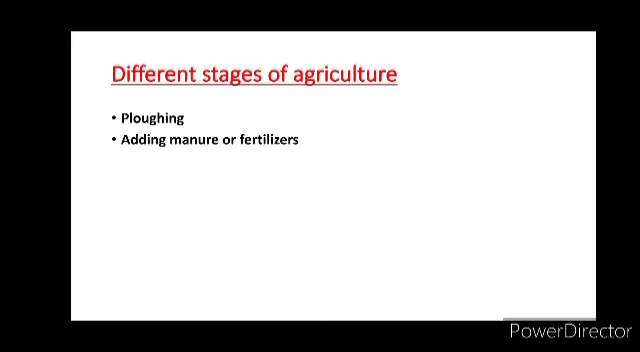 Different stages of agriculture
• Ploughing
• Adding manure or fertilizers
PowerDirector